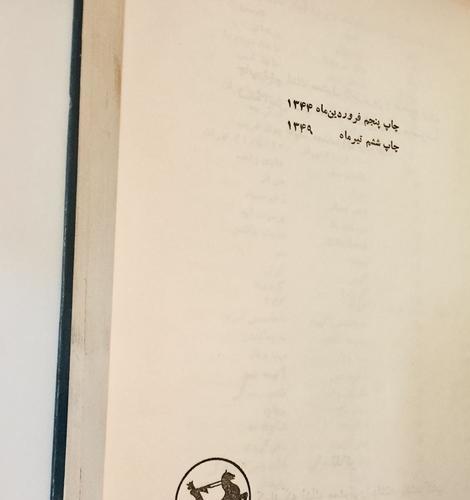 چاپ پنجم فروردین‌ماه ۱۳۴۴
چاپ ششم تیرماه ۱۳۴۹